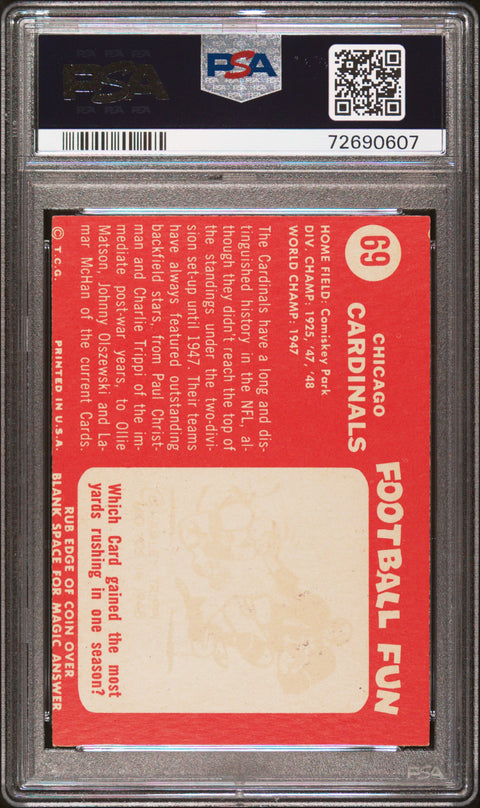 PSA
PSA
72690607
69
CHICAGO
CARDINALS
HOME FIELD: Comiskey Park
DIV. CHAMP: 1925, '47, '48
WORLD CHAMP: 1947
The Cardinals have a long and dis-
tinguished history in the NFL, al-
though they didn't reach the top of
the standings under the two-divi-
sion set-up until 1947. Their teams
have always featured outstanding
backfield stars, from Paul Christ-
man and Charlie Trippi of the im-
mediate post-war years, to Ollie
Matson, Johnny Olszewski and La-
mar McHan of the current Cards.
© T.C.G. PRINTED IN U.S.A.
FOOTBALL FUN
Which Card gained the most
yards rushing in one season?
RUB EDGE OF COIN OVER
BLANK SPACE FOR MAGIC ANSWER
PSA